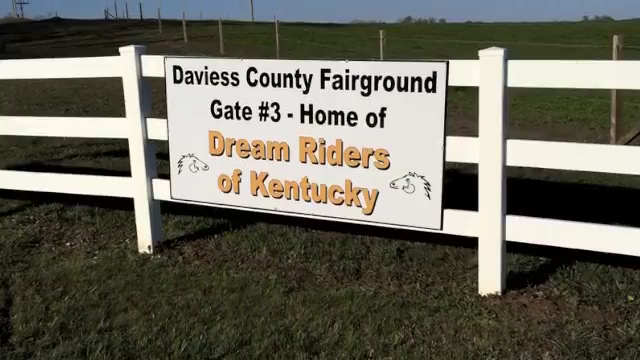 Daviess County Fairground
Gate #3 - Home of
Dream Riders
of Kentucky